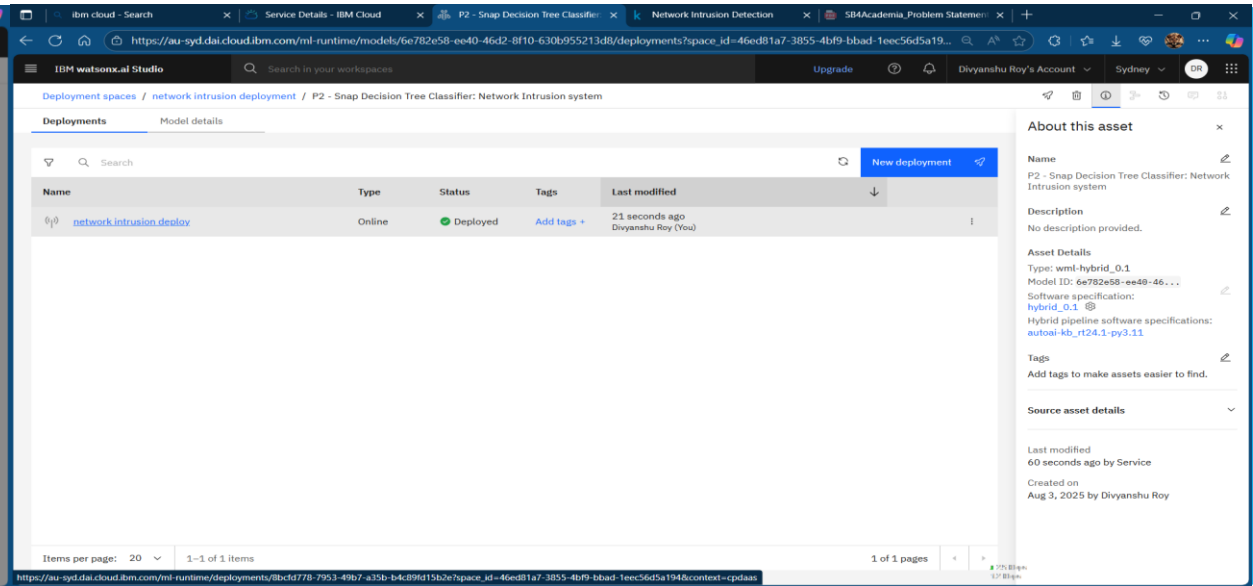 ibm cloud - Search
Service Details - IBM Cloud
P2 - Snap Decision Tree Classifier:
Network Intrusion Detection
SB4Academia_Problem Statement
https://au-syd.dai.cloud.ibm.com/ml-runtime/models/6e782e58-ee40-46d2-8f10-630b955213d8/deployments?space_id=46ed81a7-3855-4bf9-bbad-1eec56d5a19...
IBM watsonx.ai Studio
Search in your workspaces
Upgrade
Divyanshu Roy's Account
Sydney
DR
Deployment spaces / network intrusion deployment / P2 - Snap Decision Tree Classifier: Network Intrusion system
Deployments Model details
Search
New deployment
Name Type Status Tags Last modified
network intrusion deploy Online Deployed Add tags + 21 seconds ago
Divyanshu Roy (You)
Items per page: 20 1–1 of 1 items 1 of 1 pages
https://au-syd.dai.cloud.ibm.com/ml-runtime/deployments/8bcfd778-7953-49b7-a35b-b4c89fd15b2e?space_id=46ed81a7-3855-4bf9-bbad-1eec56d5a194&context=cpdaas
About this asset
Name
P2 - Snap Decision Tree Classifier: Network
Intrusion system
Description
No description provided.
Asset Details
Type: wml-hybrid_0.1
Model ID: 6e782e58-ee40-46...
Software specification:
hybrid_0.1
Hybrid pipeline software specifications:
autoai-kb_rt24.1-py3.11
Tags
Add tags to make assets easier to find.
Source asset details
Last modified
60 seconds ago by Service
Created on
Aug 3, 2025 by Divyanshu Roy